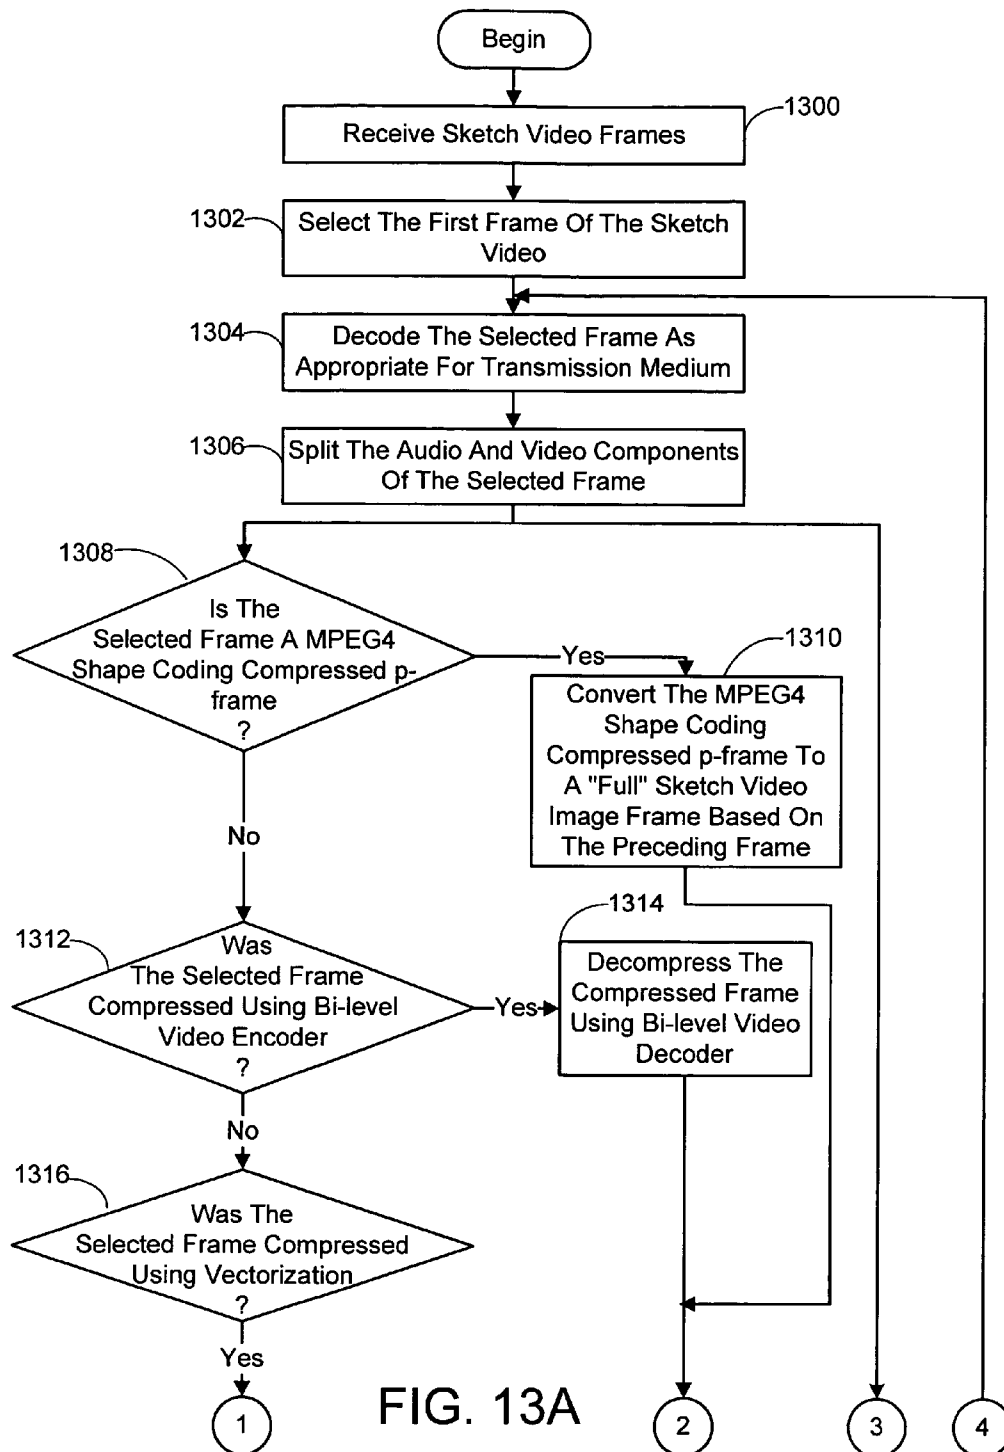 Begin
1300
Receive Sketch Video Frames
1302
Select The First Frame Of The Sketch
Video
1304
Decode The Selected Frame As
Appropriate For Transmission Medium
1306
Split The Audio And Video Components
Of The Selected Frame
1308
Is The
Selected Frame A MPEG4
Shape Coding Compressed p-
frame
?
Yes
1310
Convert The MPEG4
Shape Coding
Compressed p-frame To
A "Full" Sketch Video
Image Frame Based On
The Preceding Frame
No
1312
Was
The Selected Frame
Compressed Using Bi-level
Video Encoder
?
Yes
1314
Decompress The
Compressed Frame
Using Bi-level Video
Decoder
No
1316
Was The
Selected Frame Compressed
Using Vectorization
?
Yes
1
FIG. 13A
2
3
4